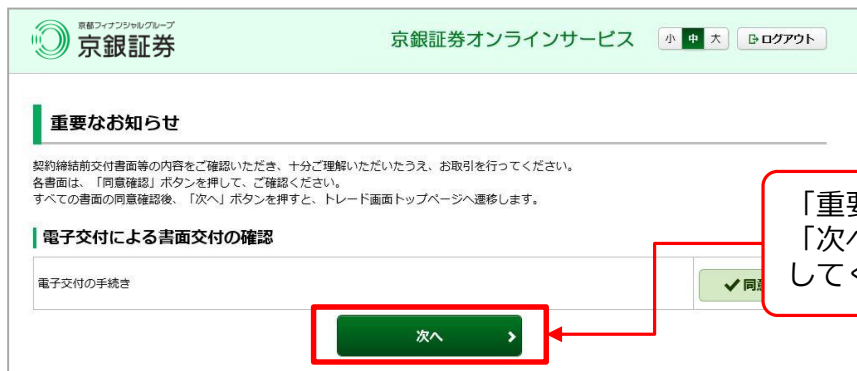 京都フィナンシャルグループ
京銀証券
京銀証券オンラインサービス
小 中 大
ログアウト
重要なお知らせ
契約締結前交付書面等の内容をご確認いただき、十分ご理解いただいたうえ、お取引を行ってください。
各書面は、「同意確認」ボタンを押して、ご確認ください。
すべての書面の同意確認後、「次へ」ボタンを押すと、トレード画面トップページへ遷移します。
電子交付による書面交付の確認
電子交付の手続き
同意
次へ
「重要
「次へ
してく